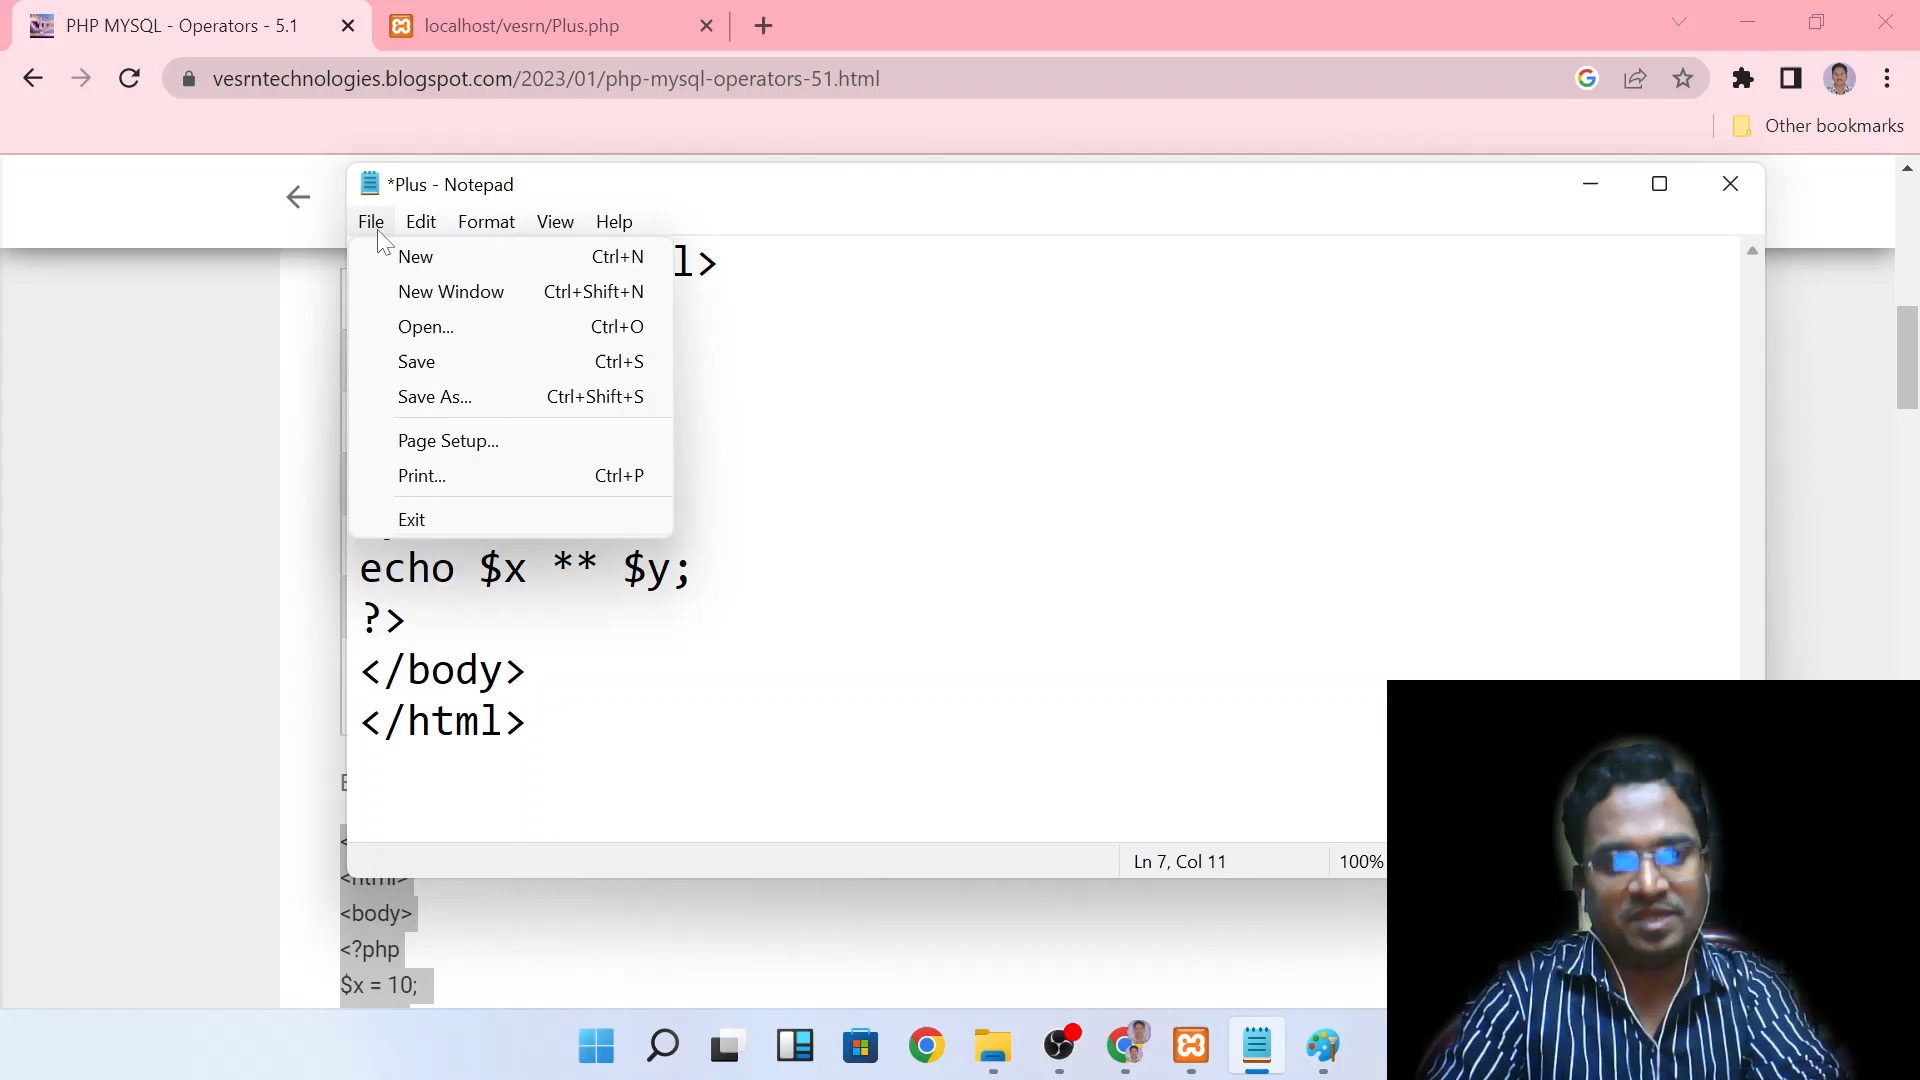 PHP MYSQL - Operators - 5.1
localhost/vesrn/Plus.php
vesrntechnologies.blogspot.com/2023/01/php-mysql-operators-51.html
Other bookmarks
*Plus - Notepad
File Edit Format View Help
New Ctrl+N
New Window Ctrl+Shift+N
Open... Ctrl+O
Save Ctrl+S
Save As... Ctrl+Shift+S
Page Setup...
Print... Ctrl+P
Exit
l>
echo $x ** $y;
?>
</body>
</html>
Ln 7, Col 11
100%
<html>
<body>
<?php
$x = 10;